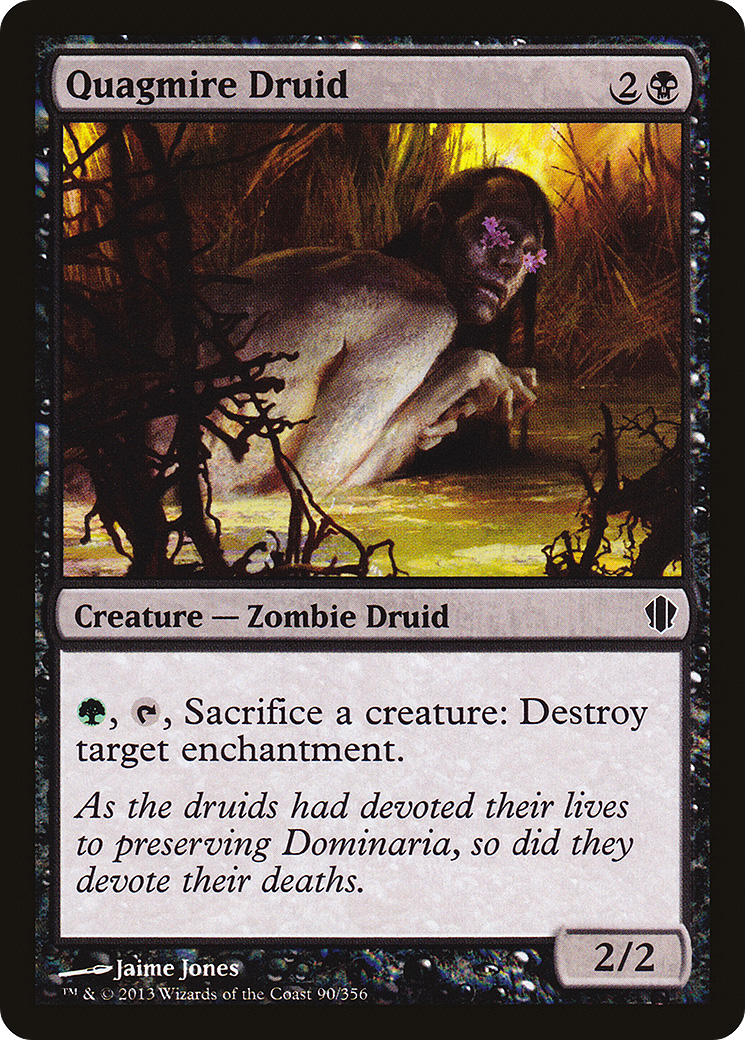 Quagmire Druid 2
Creature — Zombie Druid
, , Sacrifice a creature: Destroy
target enchantment.
As the druids had devoted their lives
to preserving Dominaria, so did they
devote their deaths.
2/2
Jaime Jones
™ & © 2013 Wizards of the Coast 90/356